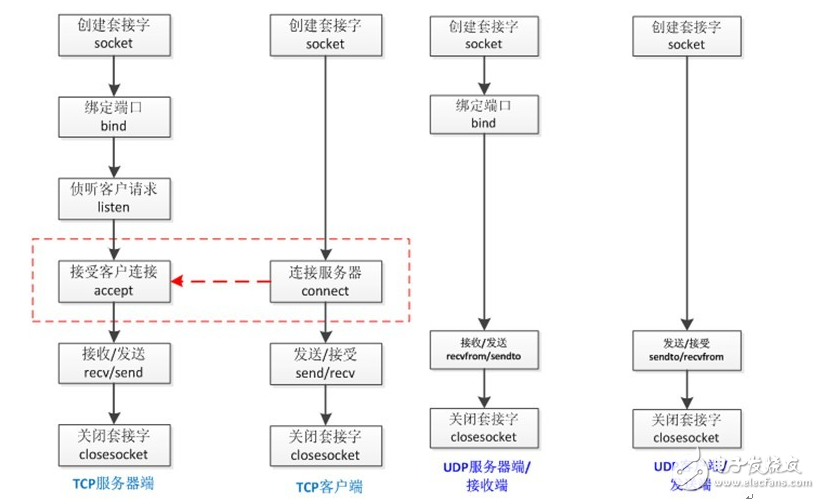 创建套接字
socket
绑定端口
bind
侦听客户请求
listen
接受客户连接
accept
接收/发送
recv/send
关闭套接字
closesocket
TCP服务器端
创建套接字
socket
连接服务器
connect
发送/接受
send/recv
关闭套接字
closesocket
TCP客户端
创建套接字
socket
绑定端口
bind
接收/发送
recvfrom/sendto
关闭套接字
closesocket
UDP服务器端/
接收端
创建套接字
socket
发送/接受
sendto/recvfrom
关闭套接字
closesocket
端/
端
电子发烧友
www.elecfans.com